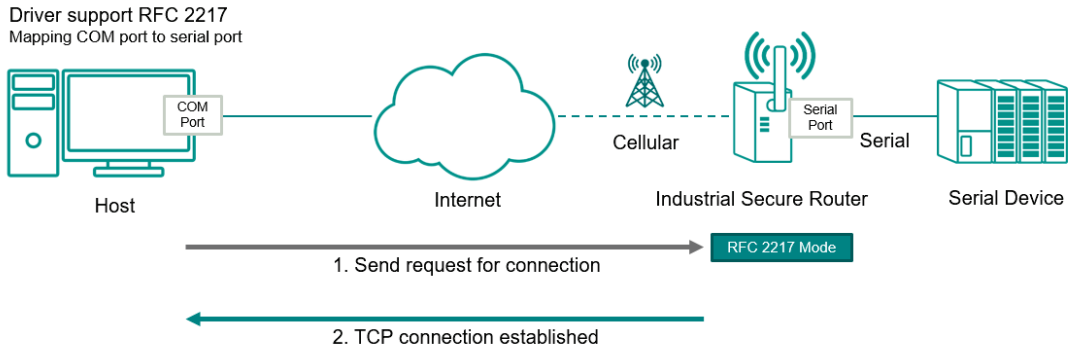 Driver support RFC 2217
Mapping COM port to serial port
COM
Port
Serial
Port
Cellular
Serial
Host
Internet
Industrial Secure Router
Serial Device
RFC 2217 Mode
1. Send request for connection
2. TCP connection established